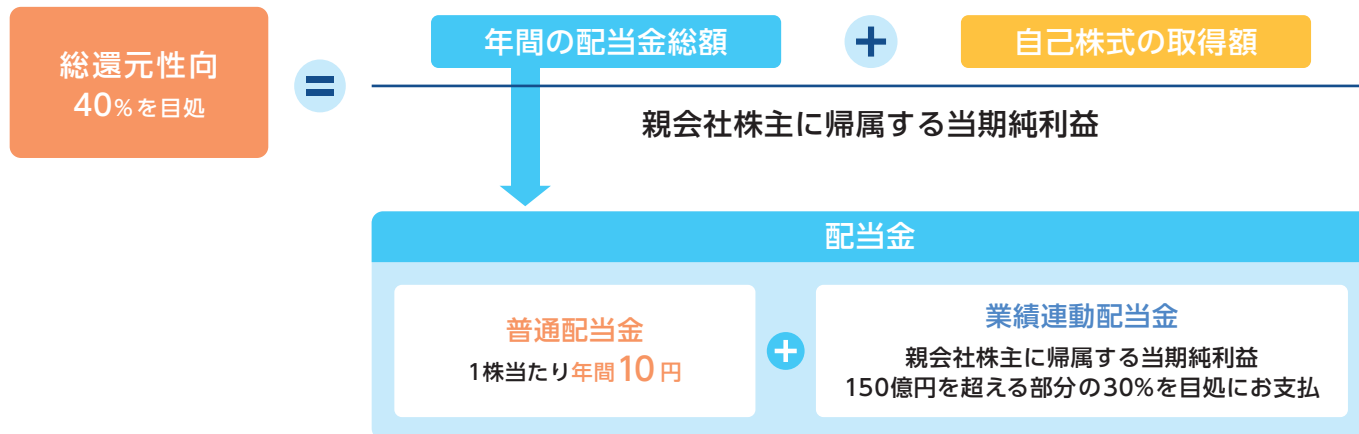 総還元性向
40%を目処
=
年間の配当金総額
+
自己株式の取得額
親会社株主に帰属する当期純利益
配当金
普通配当金
1株当たり年間10円
+
業績連動配当金
親会社株主に帰属する当期純利益
150億円を超える部分の30%を目処にお支払